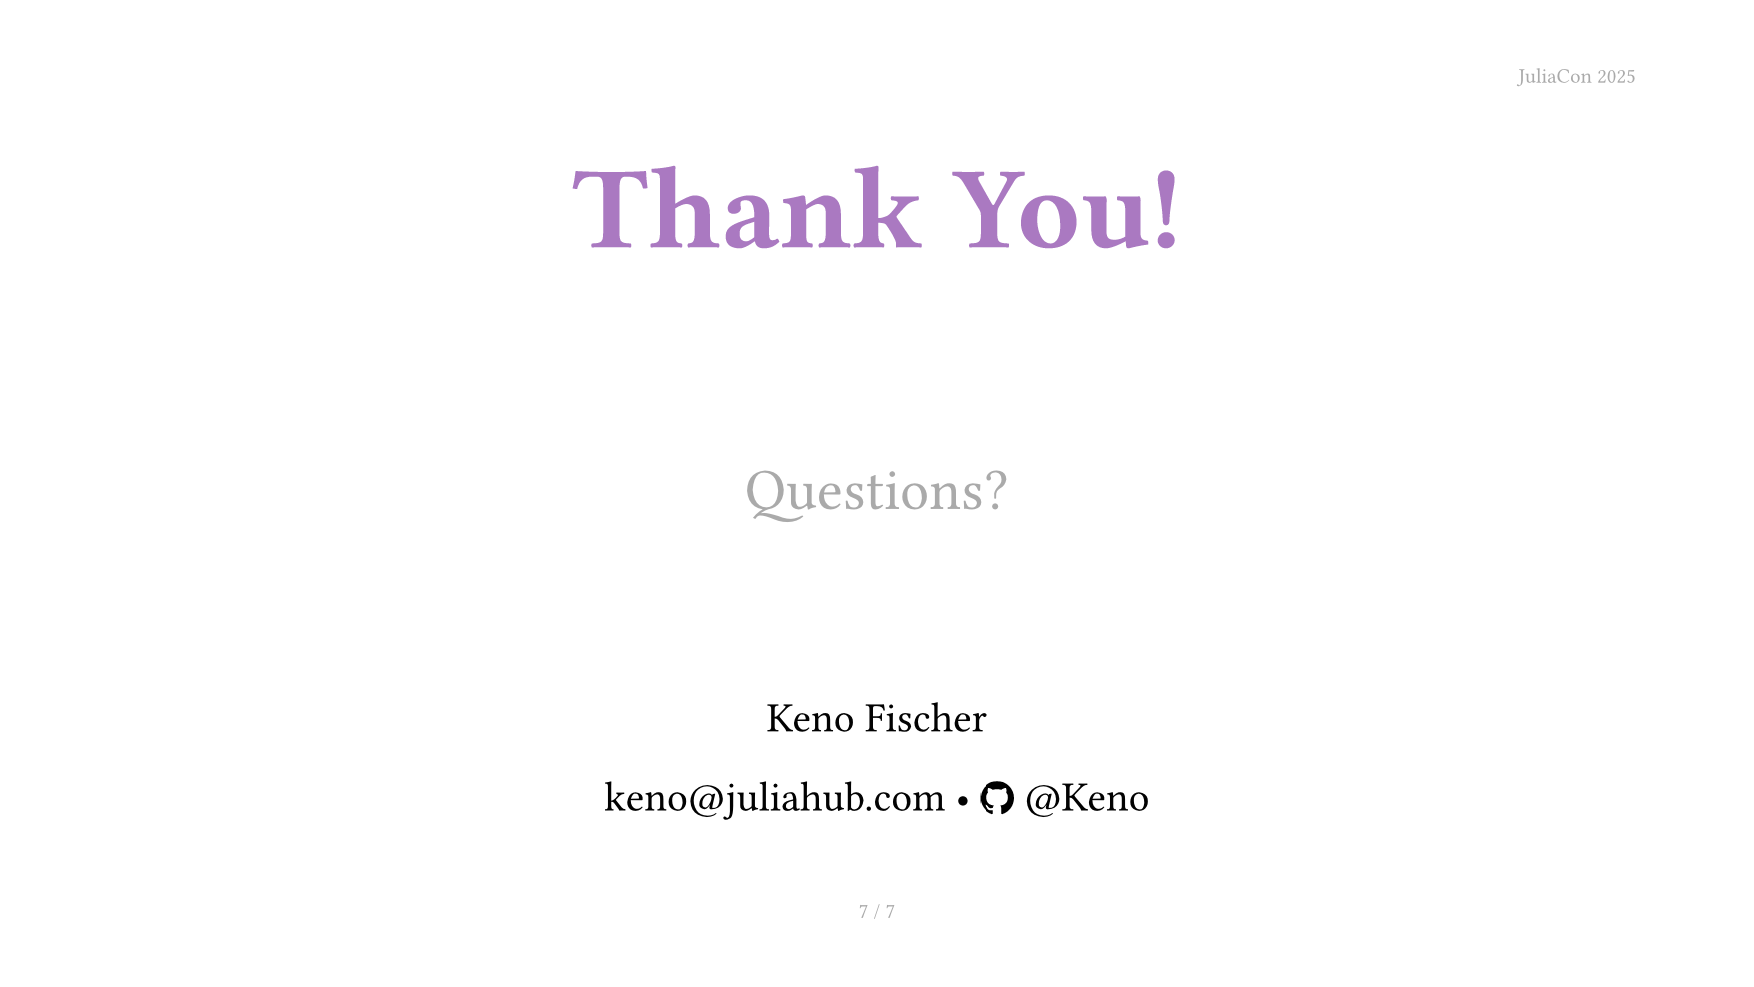 JuliaCon 2025
Thank You!
Questions?
Keno Fischer
keno@juliahub.com • @Keno
7 / 7